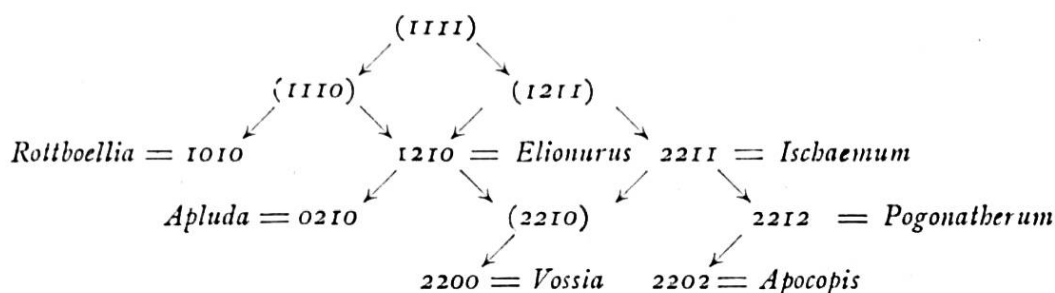 (1111)
(1110) (1211)
Rottboellia = 1010 1210 = Elionurus 2211 = Ischaemum
Apluda = 0210 (2210) 2212 = Pogonatherum
2200 = Vossia 2202 = Apocopis